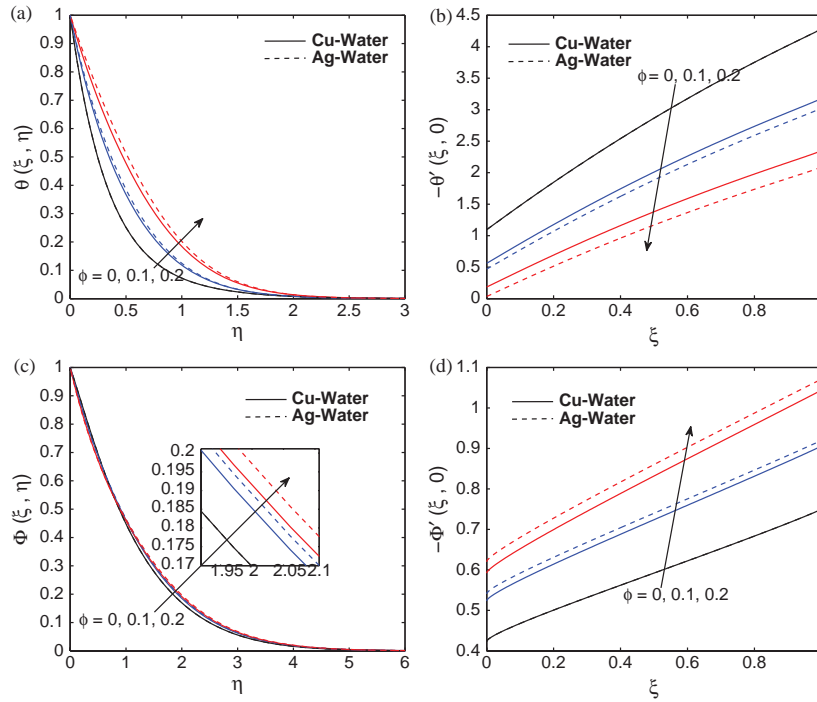 (a)
1
0.9
0.8
0.7
0.6
0.5
0.4
0.3
0.2
0.1
0
θ (ξ , η)
Cu-Water
Ag-Water
ϕ = 0, 0.1, 0.2
0 0.5 1 1.5 2 2.5 3
η
(b)
4.5
4
3.5
3
2.5
2
1.5
1
0.5
0
−θ′ (ξ , 0)
Cu-Water
Ag-Water
ϕ = 0, 0.1, 0.2
0 0.2 0.4 0.6 0.8
ξ
(c)
1
0.9
0.8
0.7
0.6
0.5
0.4
0.3
0.2
0.1
0
Φ (ξ , η)
Cu-Water
Ag-Water
0.2
0.195
0.19
0.185
0.18
0.175
0.17
1.95 2 2.05 2.1
ϕ = 0, 0.1, 0.2
0 1 2 3 4 5 6
η
(d)
1.1
1
0.9
0.8
0.7
0.6
0.5
0.4
−Φ′ (ξ , 0)
Cu-Water
Ag-Water
ϕ = 0, 0.1, 0.2
0 0.2 0.4 0.6 0.8
ξ